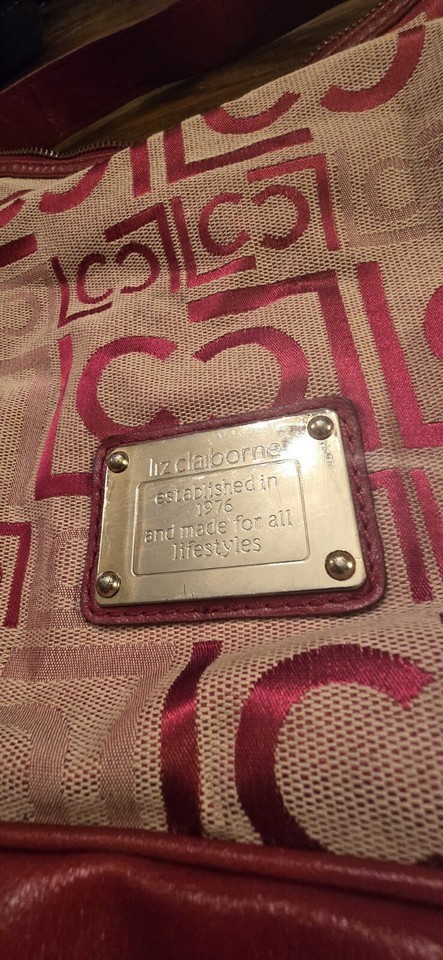 liz claiborne
established in
1976
and made for all
lifestyles